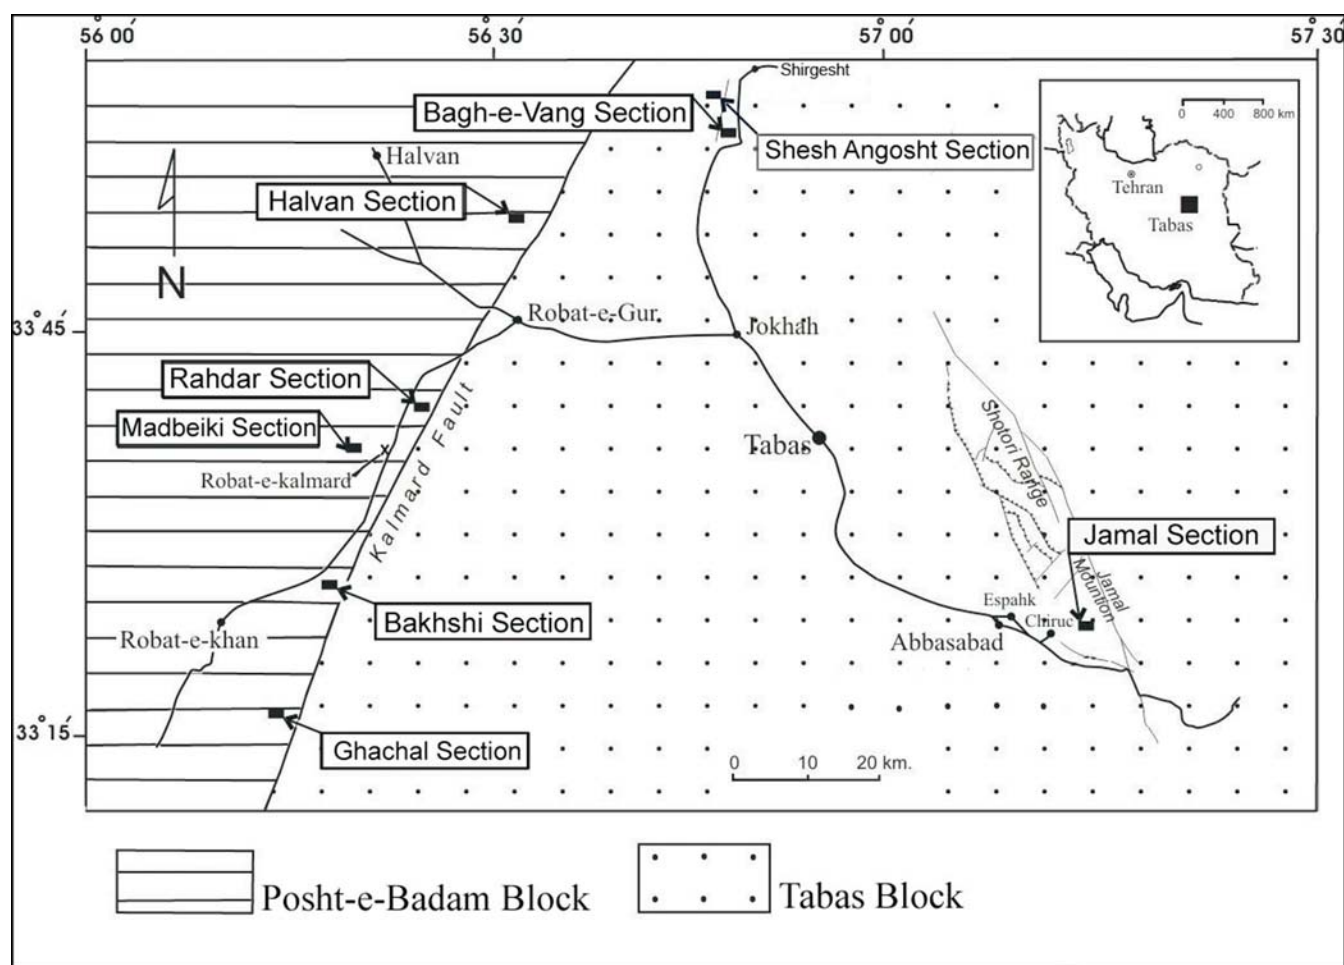 56 00′
56 30′
57 00′
57 30′
Shirgesht
Bagh-e-Vang Section
Shesh Angosht Section
0 400 800 km
Tehran
Tabas
Halvan
Halvan Section
N
33° 45′
Robat-e-Gur
Jokhah
Rahdar Section
Madbeiki Section
Robat-e-kalmard
Kalmard Fault
Tabas
Shotori Range
Jamal Section
Jamal
Mountion
Bakhshi Section
Robat-e-khan
Espahk
Chiruc
Abbasabad
33° 15′
Ghachal Section
0 10 20 km.
Posht-e-Badam Block
Tabas Block